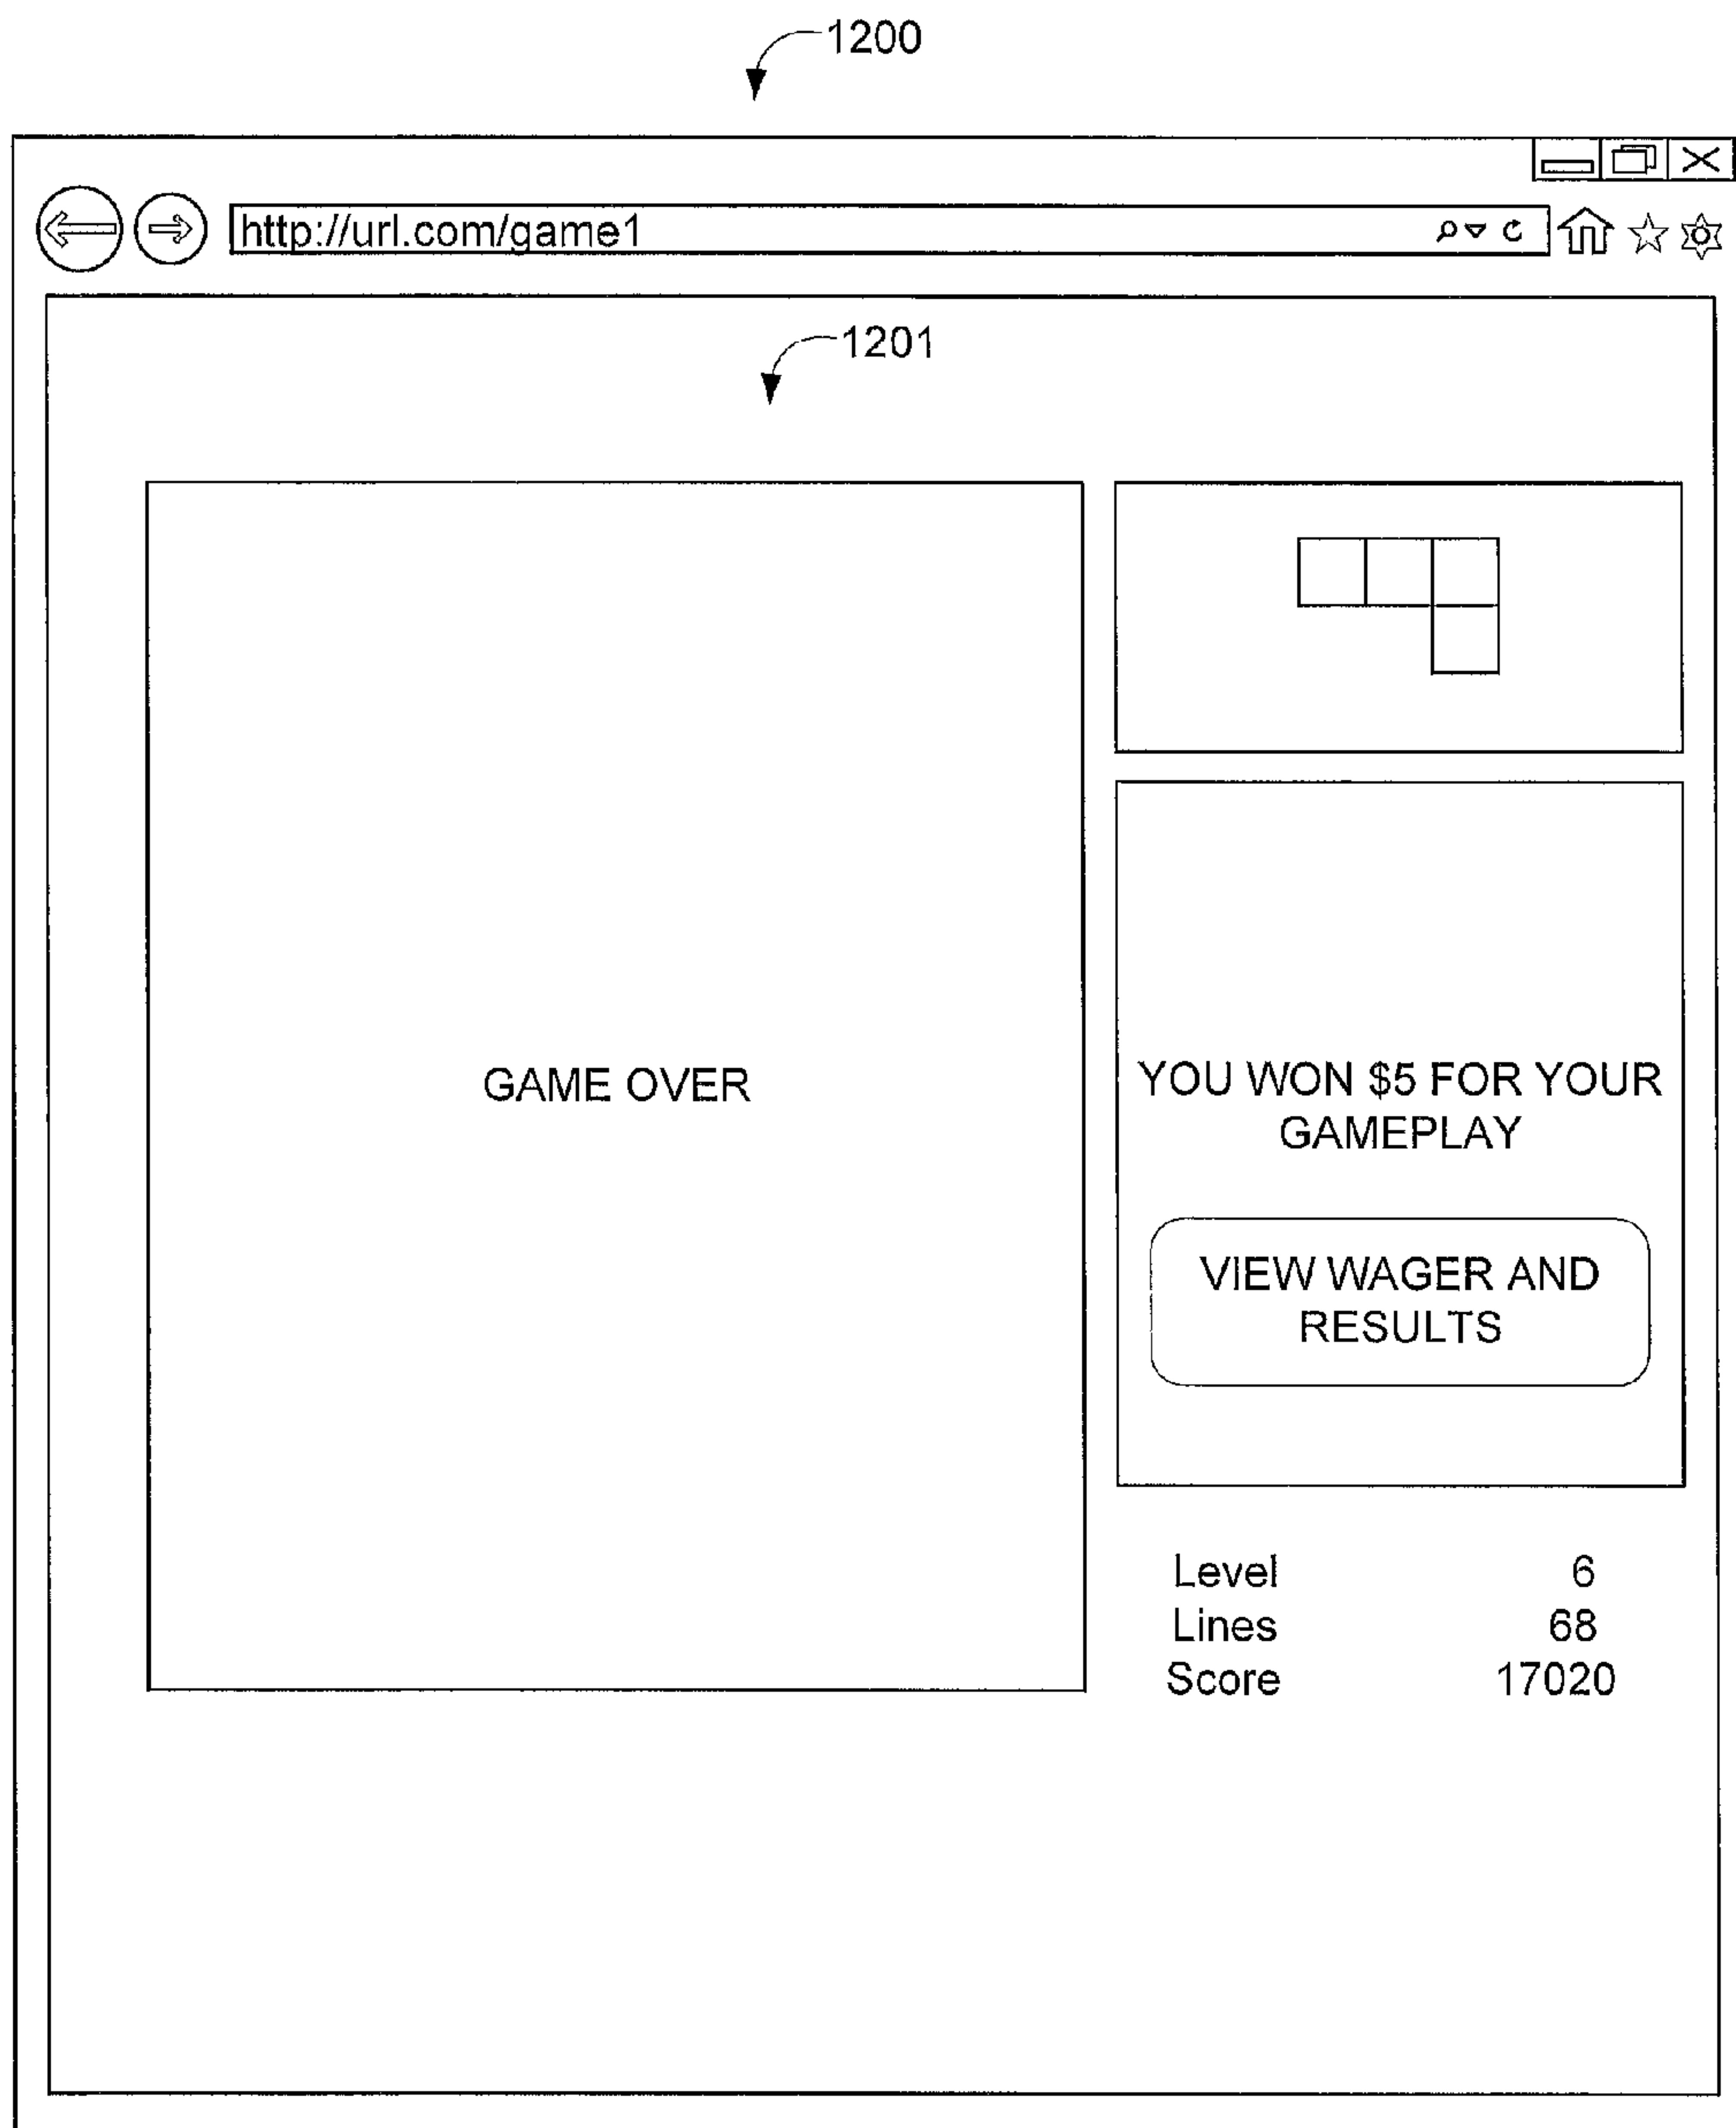 1200
http://url.com/game1
1201
GAME OVER
YOU WON $5 FOR YOUR
GAMEPLAY
VIEW WAGER AND
RESULTS
Level 6
Lines 68
Score 17020